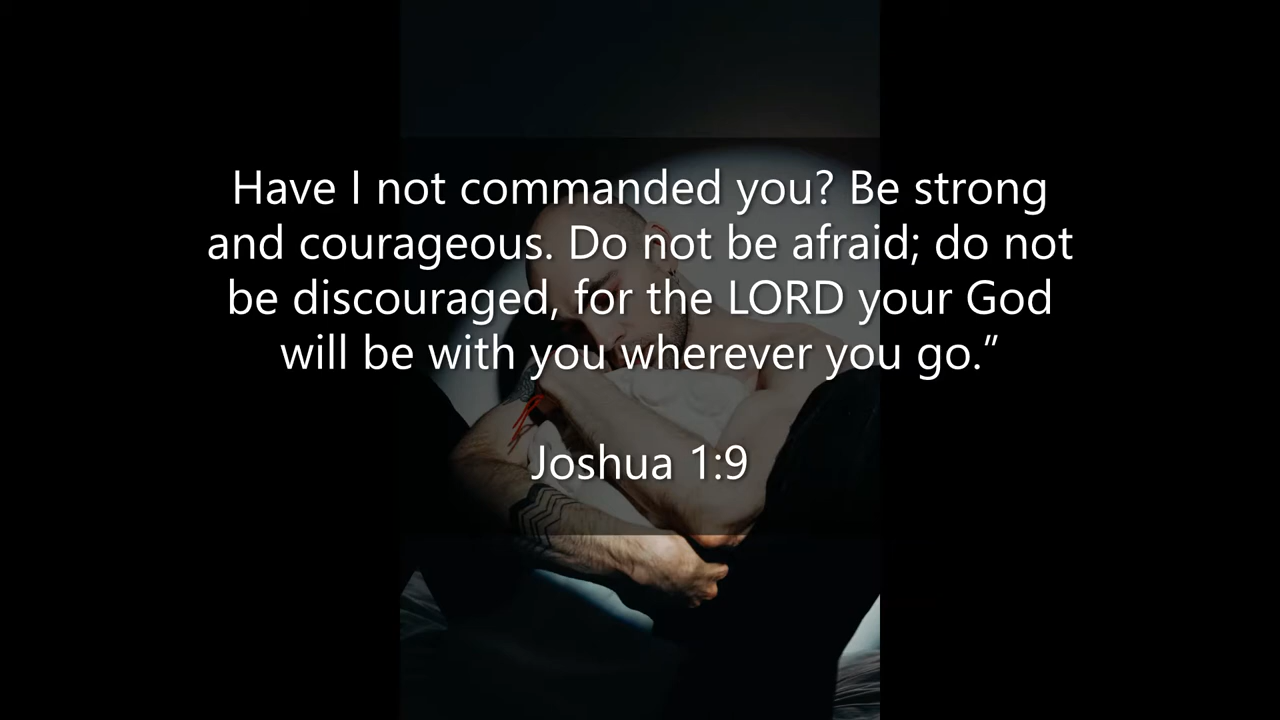 Have I not commanded you? Be strong
and courageous. Do not be afraid; do not
be discouraged, for the LORD your God
will be with you wherever you go.”
Joshua 1:9